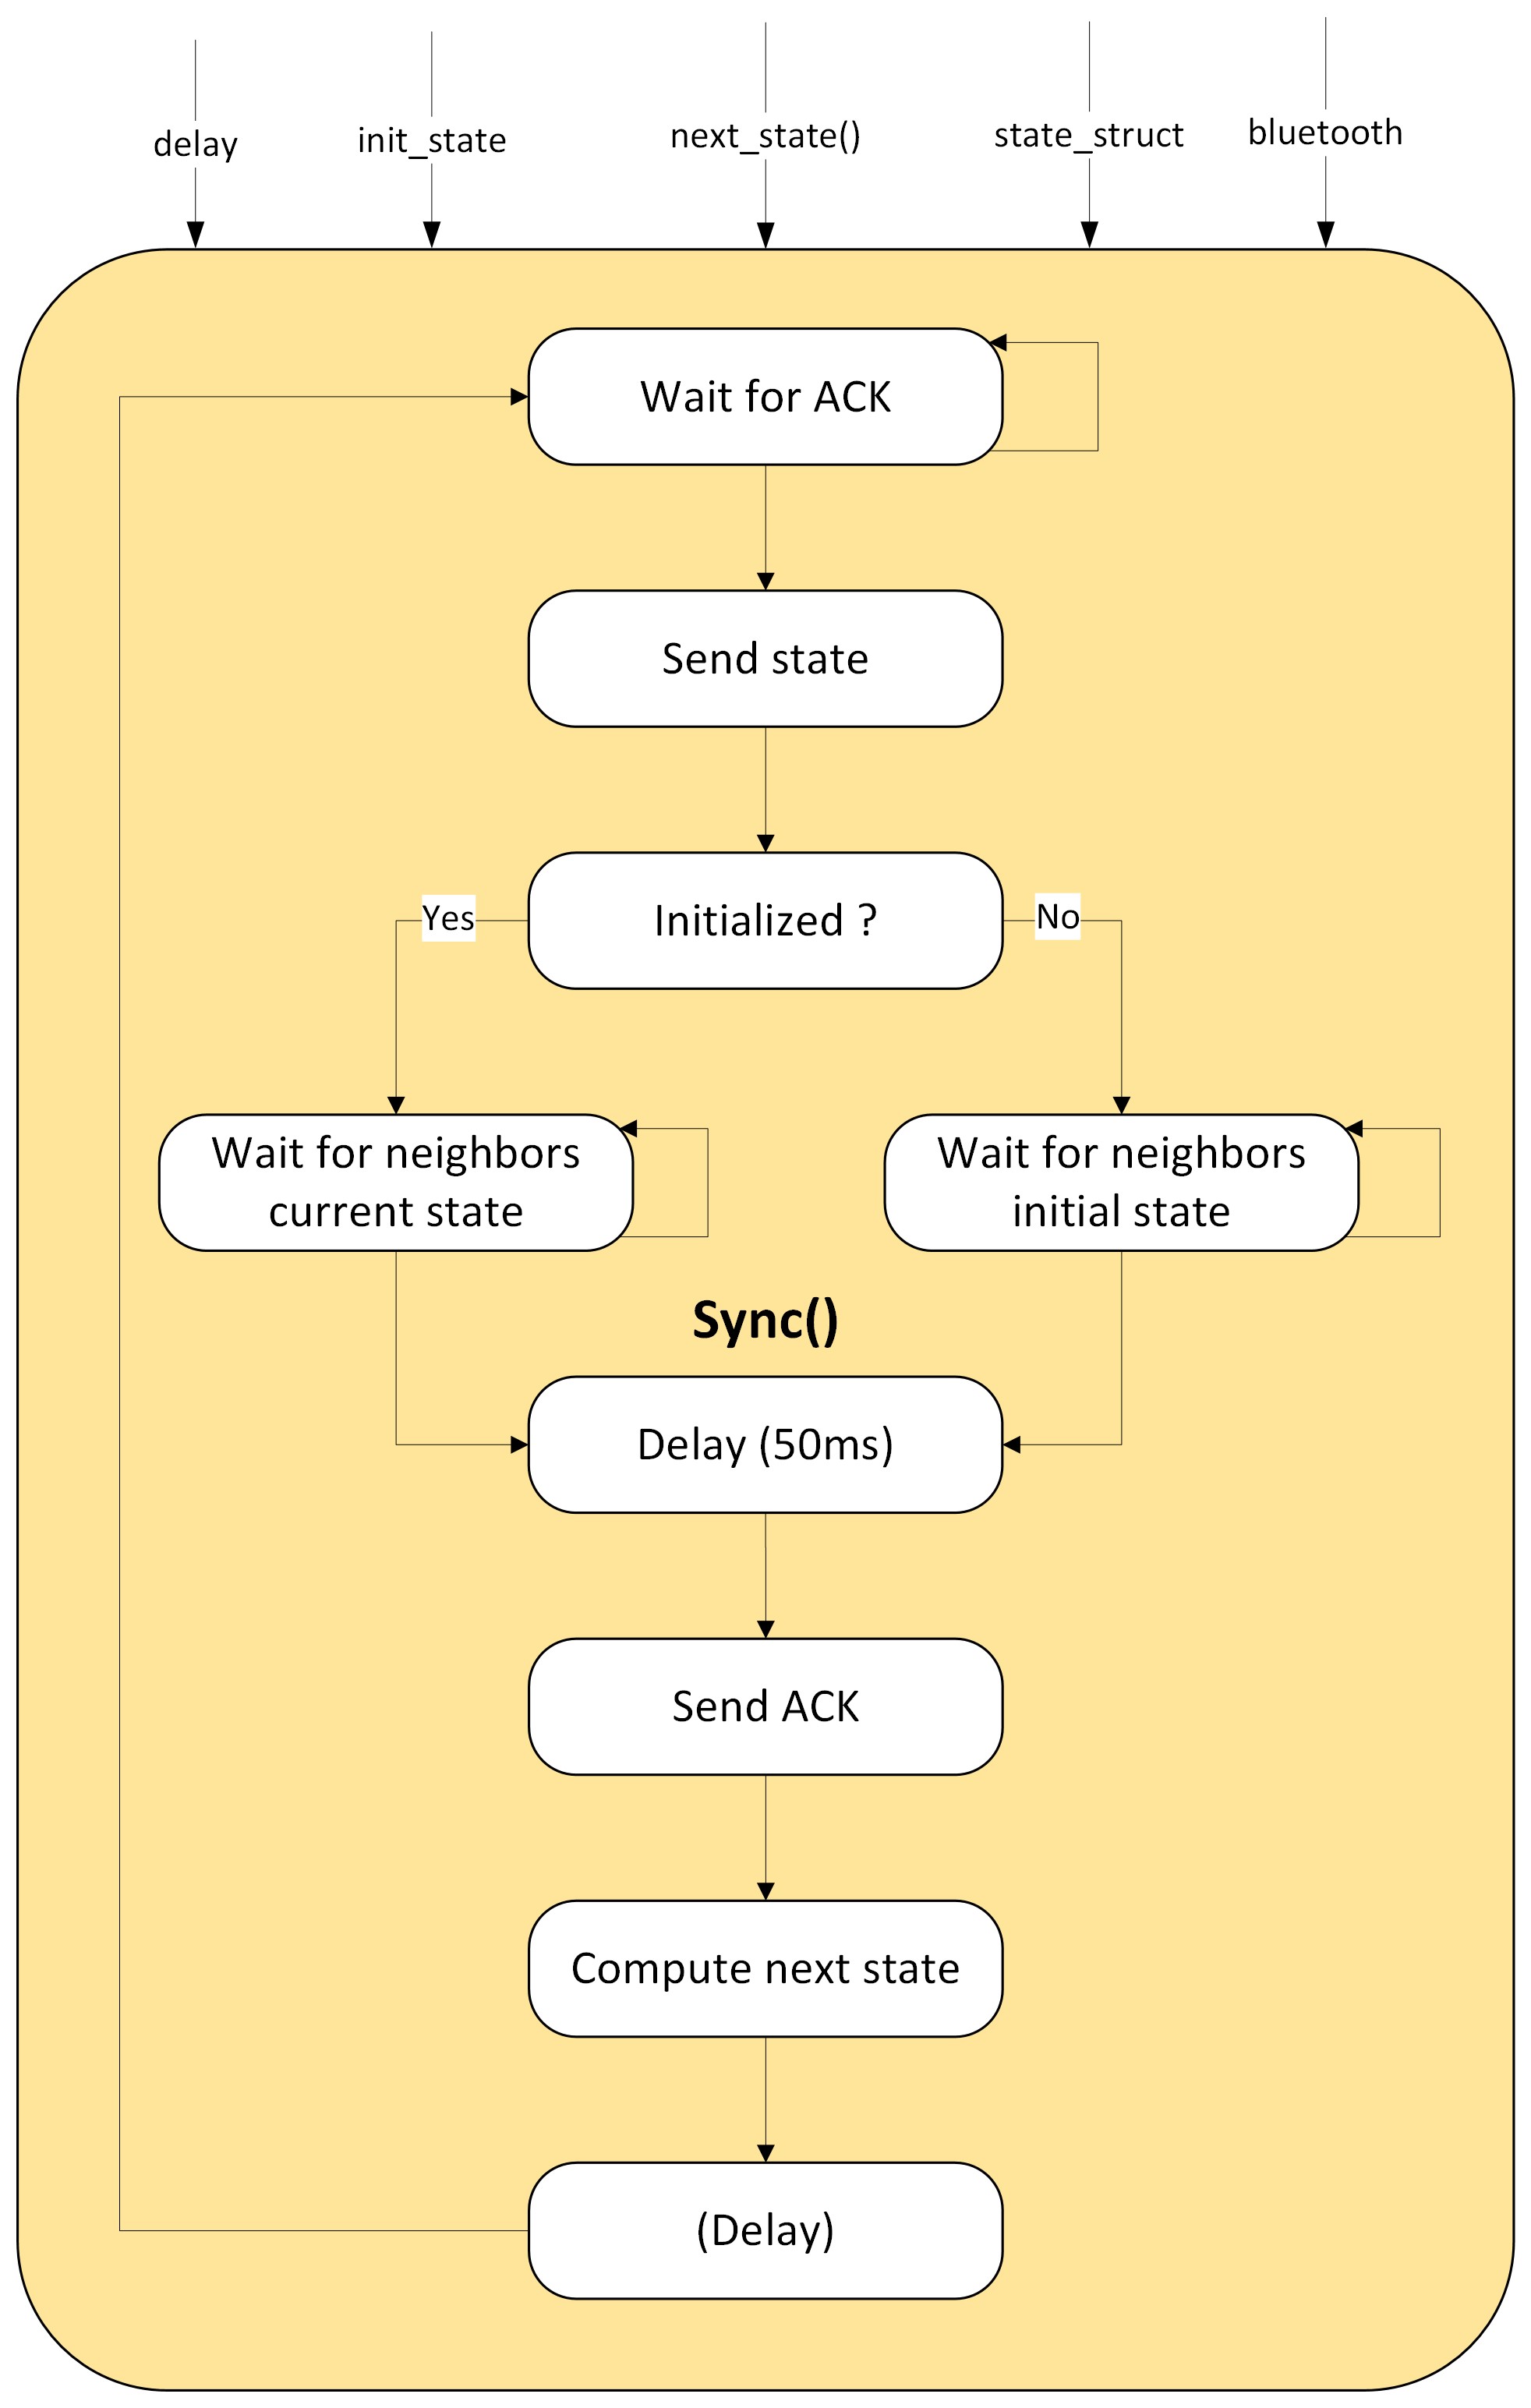 delay
init_state
next_state()
state_struct
bluetooth
Wait for ACK
Send state
Initialized ?
Yes
No
Wait for neighbors
current state
Wait for neighbors
initial state
Sync()
Delay (50ms)
Send ACK
Compute next state
(Delay)